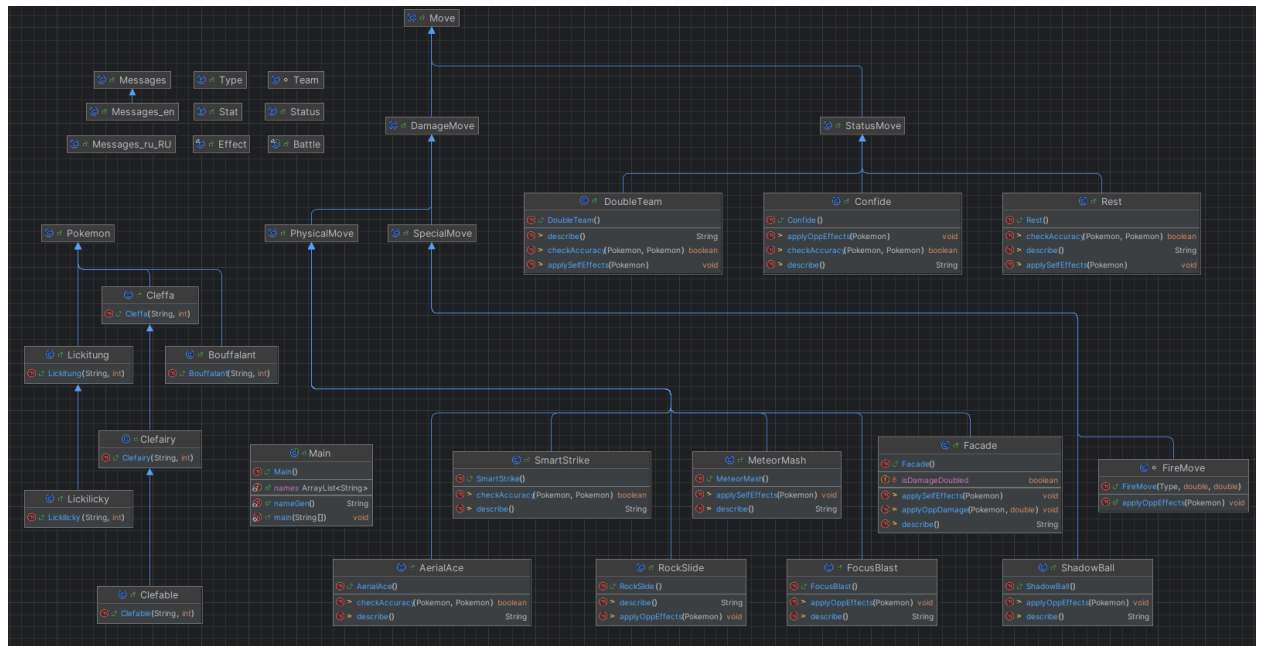 Move
Messages
Type
Team
Messages_en
Stat
Status
Messages_ru_RU
Effect
Battle
DamageMove
StatusMove
DoubleTeam
DoubleTeam()
describe() String
checkAccuracy(Pokemon, Pokemon) boolean
applySelfEffects(Pokemon) void
Confide
Confide()
applyOppEffects(Pokemon) void
checkAccuracy(Pokemon, Pokemon) boolean
describe() String
Rest
Rest()
checkAccuracy(Pokemon, Pokemon) boolean
describe() String
applySelfEffects(Pokemon) void
Pokemon
PhysicalMove
SpecialMove
Cleffa
Cleffa(String, int)
Lickitung
Lickitung(String, int)
Bouffalant
Bouffalant(String, int)
Clefairy
Clefairy(String, int)
Main
Main()
names ArrayList<String>
nameGen() String
main(String[]) void
SmartStrike
SmartStrike()
checkAccuracy(Pokemon, Pokemon) boolean
describe() String
MeteorMash
MeteorMash()
applySelfEffects(Pokemon) void
describe() String
Facade
Facade()
isDamageDoubled boolean
applySelfEffects(Pokemon) void
applyOppDamage(Pokemon, double) void
describe() String
FireMove
FireMove(Type, double, double)
applyOppEffects(Pokemon) void
Lickilicky
Lickilicky(String, int)
Clefable
Clefable(String, int)
AerialAce
AerialAce()
checkAccuracy(Pokemon, Pokemon) boolean
describe() String
RockSlide
RockSlide()
describe() String
applyOppEffects(Pokemon) void
FocusBlast
FocusBlast()
applyOppEffects(Pokemon) void
describe() String
ShadowBall
ShadowBall()
applyOppEffects(Pokemon) void
describe() String